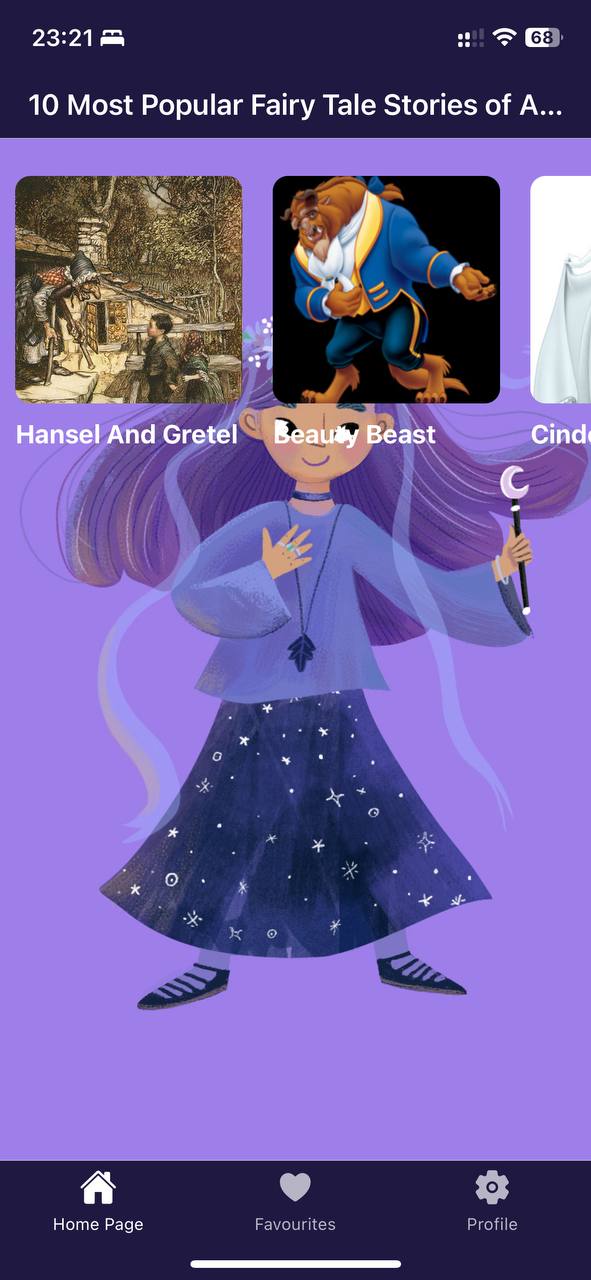 23:21
68
10 Most Popular Fairy Tale Stories of A...
Hansel And Gretel
Beauty Beast
Cind
Home Page
Favourites
Profile